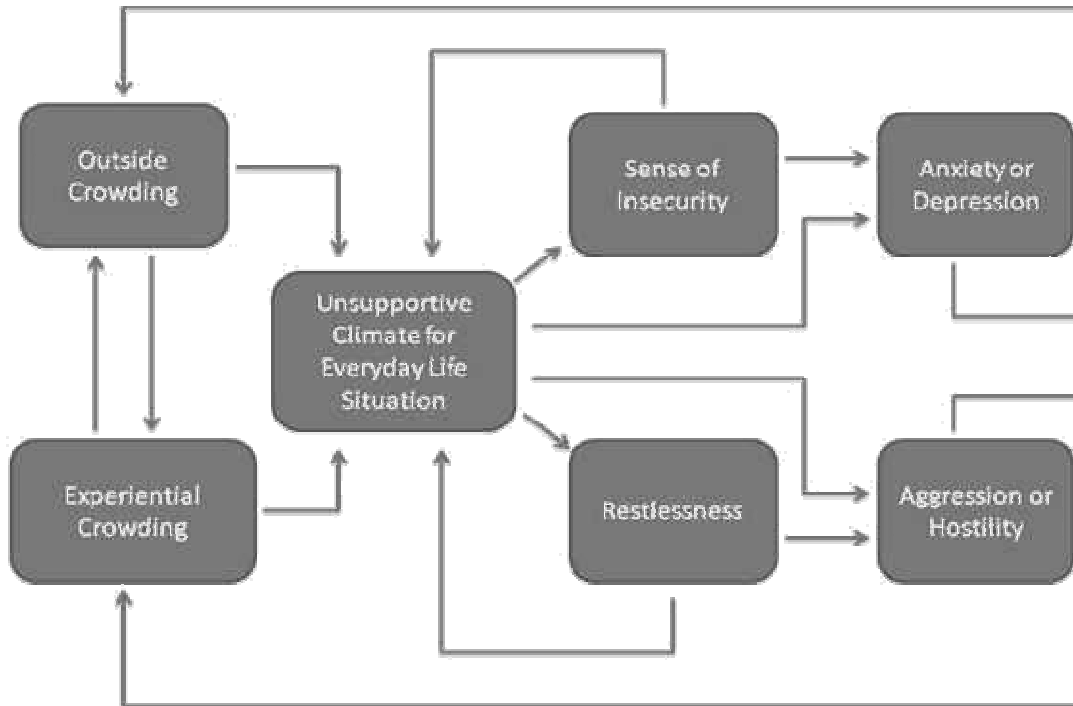 Outside
Crowding
Sense of
Insecurity
Anxiety or
Depression
Unsupportive
Climate for
Everyday Life
Situation
Experiential
Crowding
Restlessness
Aggression or
Hostility